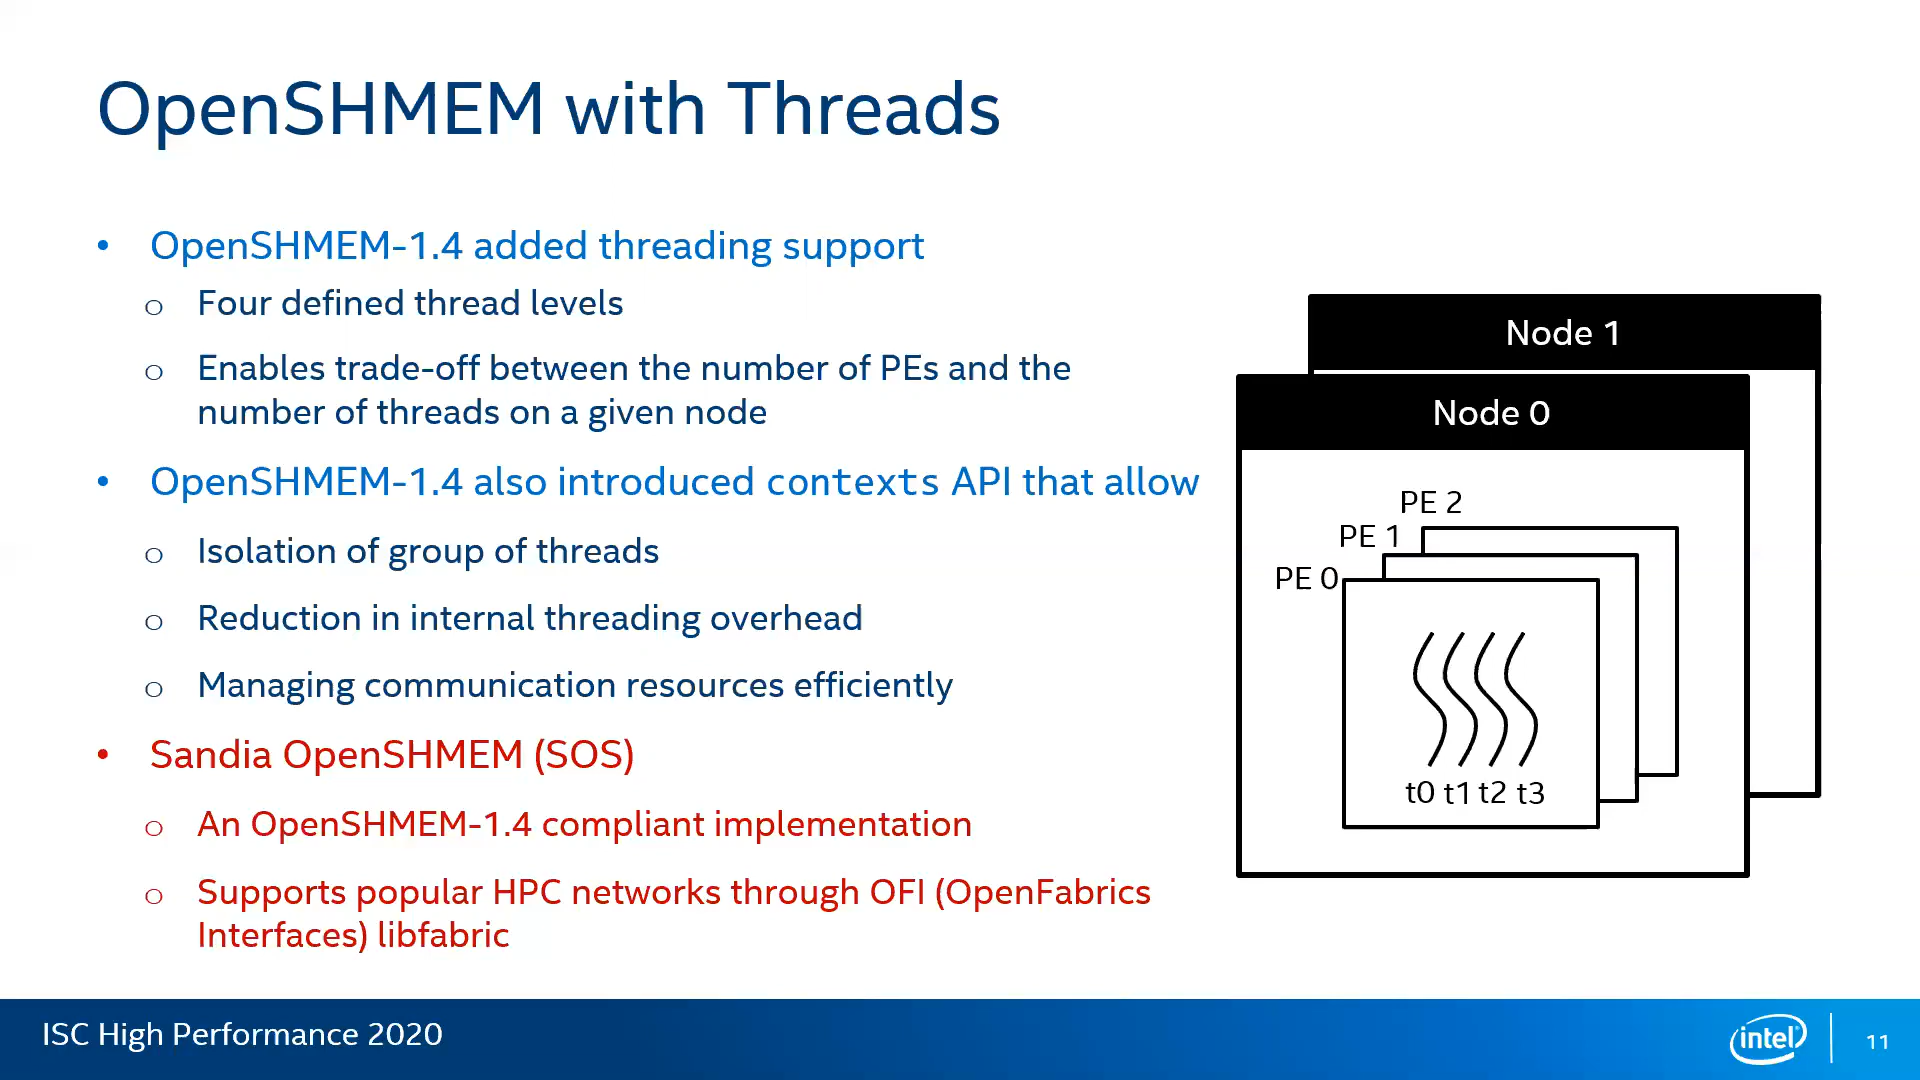 OpenSHMEM with Threads
• OpenSHMEM-1.4 added threading support
o Four defined thread levels
o Enables trade-off between the number of PEs and the
number of threads on a given node
• OpenSHMEM-1.4 also introduced contexts API that allow
o Isolation of group of threads
o Reduction in internal threading overhead
o Managing communication resources efficiently
• Sandia OpenSHMEM (SOS)
o An OpenSHMEM-1.4 compliant implementation
o Supports popular HPC networks through OFI (OpenFabrics
Interfaces) libfabric
Node 1
Node 0
PE 2
PE 1
PE 0
t0 t1 t2 t3
ISC High Performance 2020
intel
11